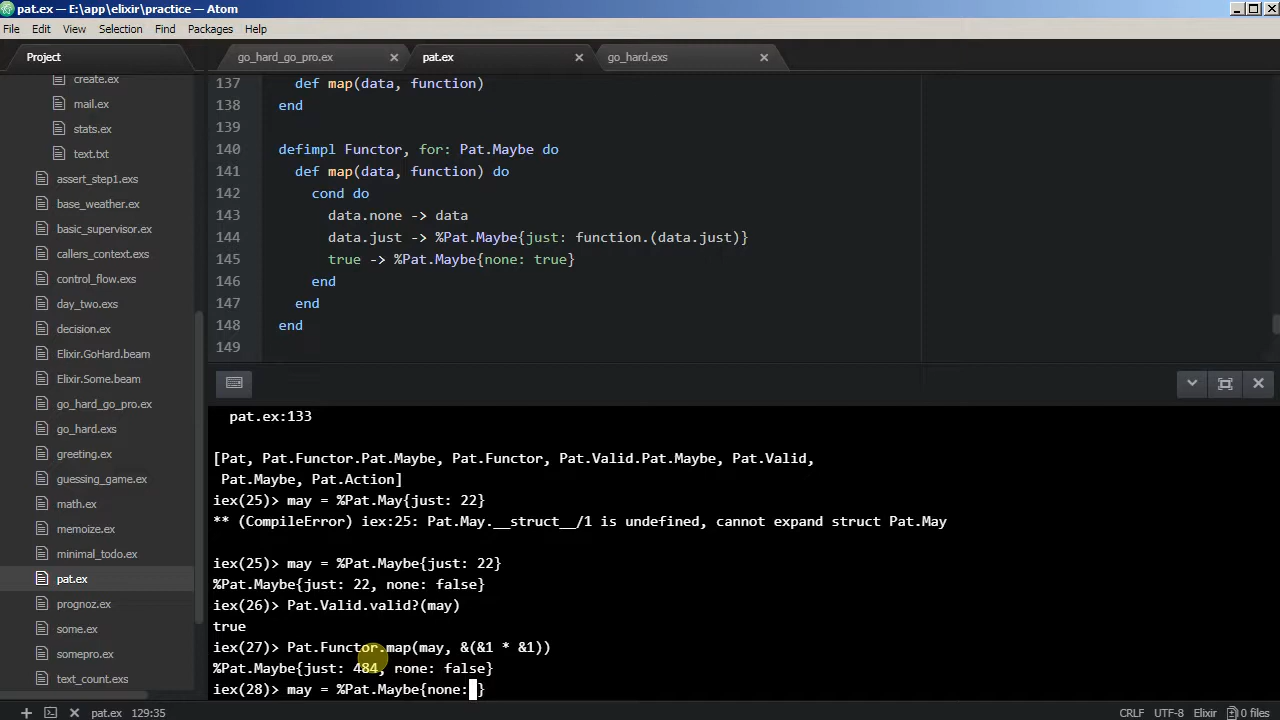 pat.ex — E:\app\elixir\practice — Atom
File Edit View Selection Find Packages Help
Project
go_hard_go_pro.ex
pat.ex
go_hard.exs
create.ex
mail.ex
stats.ex
text.txt
assert_step1.exs
base_weather.ex
basic_supervisor.ex
callers_context.exs
control_flow.exs
day_two.exs
decision.ex
Elixir.GoHard.beam
Elixir.Some.beam
go_hard_go_pro.ex
go_hard.exs
greeting.ex
guessing_game.ex
math.ex
memoize.ex
minimal_todo.ex
pat.ex
prognoz.ex
some.ex
somepro.ex
text_count.exs
137 def map(data, function)
138 end
139
140 defimpl Functor, for: Pat.Maybe do
141 def map(data, function) do
142 cond do
143 data.none -> data
144 data.just -> %Pat.Maybe{just: function.(data.just)}
145 true -> %Pat.Maybe{none: true}
146 end
147 end
148 end
149
pat.ex:133
[Pat, Pat.Functor.Pat.Maybe, Pat.Functor, Pat.Valid.Pat.Maybe, Pat.Valid,
Pat.Maybe, Pat.Action]
iex(25)> may = %Pat.May{just: 22}
** (CompileError) iex:25: Pat.May.__struct__/1 is undefined, cannot expand struct Pat.May
iex(25)> may = %Pat.Maybe{just: 22}
%Pat.Maybe{just: 22, none: false}
iex(26)> Pat.Valid.valid?(may)
true
iex(27)> Pat.Functor.map(may, &(&1 * &1))
%Pat.Maybe{just: 484, none: false}
iex(28)> may = %Pat.Maybe{none: }
pat.ex 129:35
CRLF UTF-8 Elixir 0 files